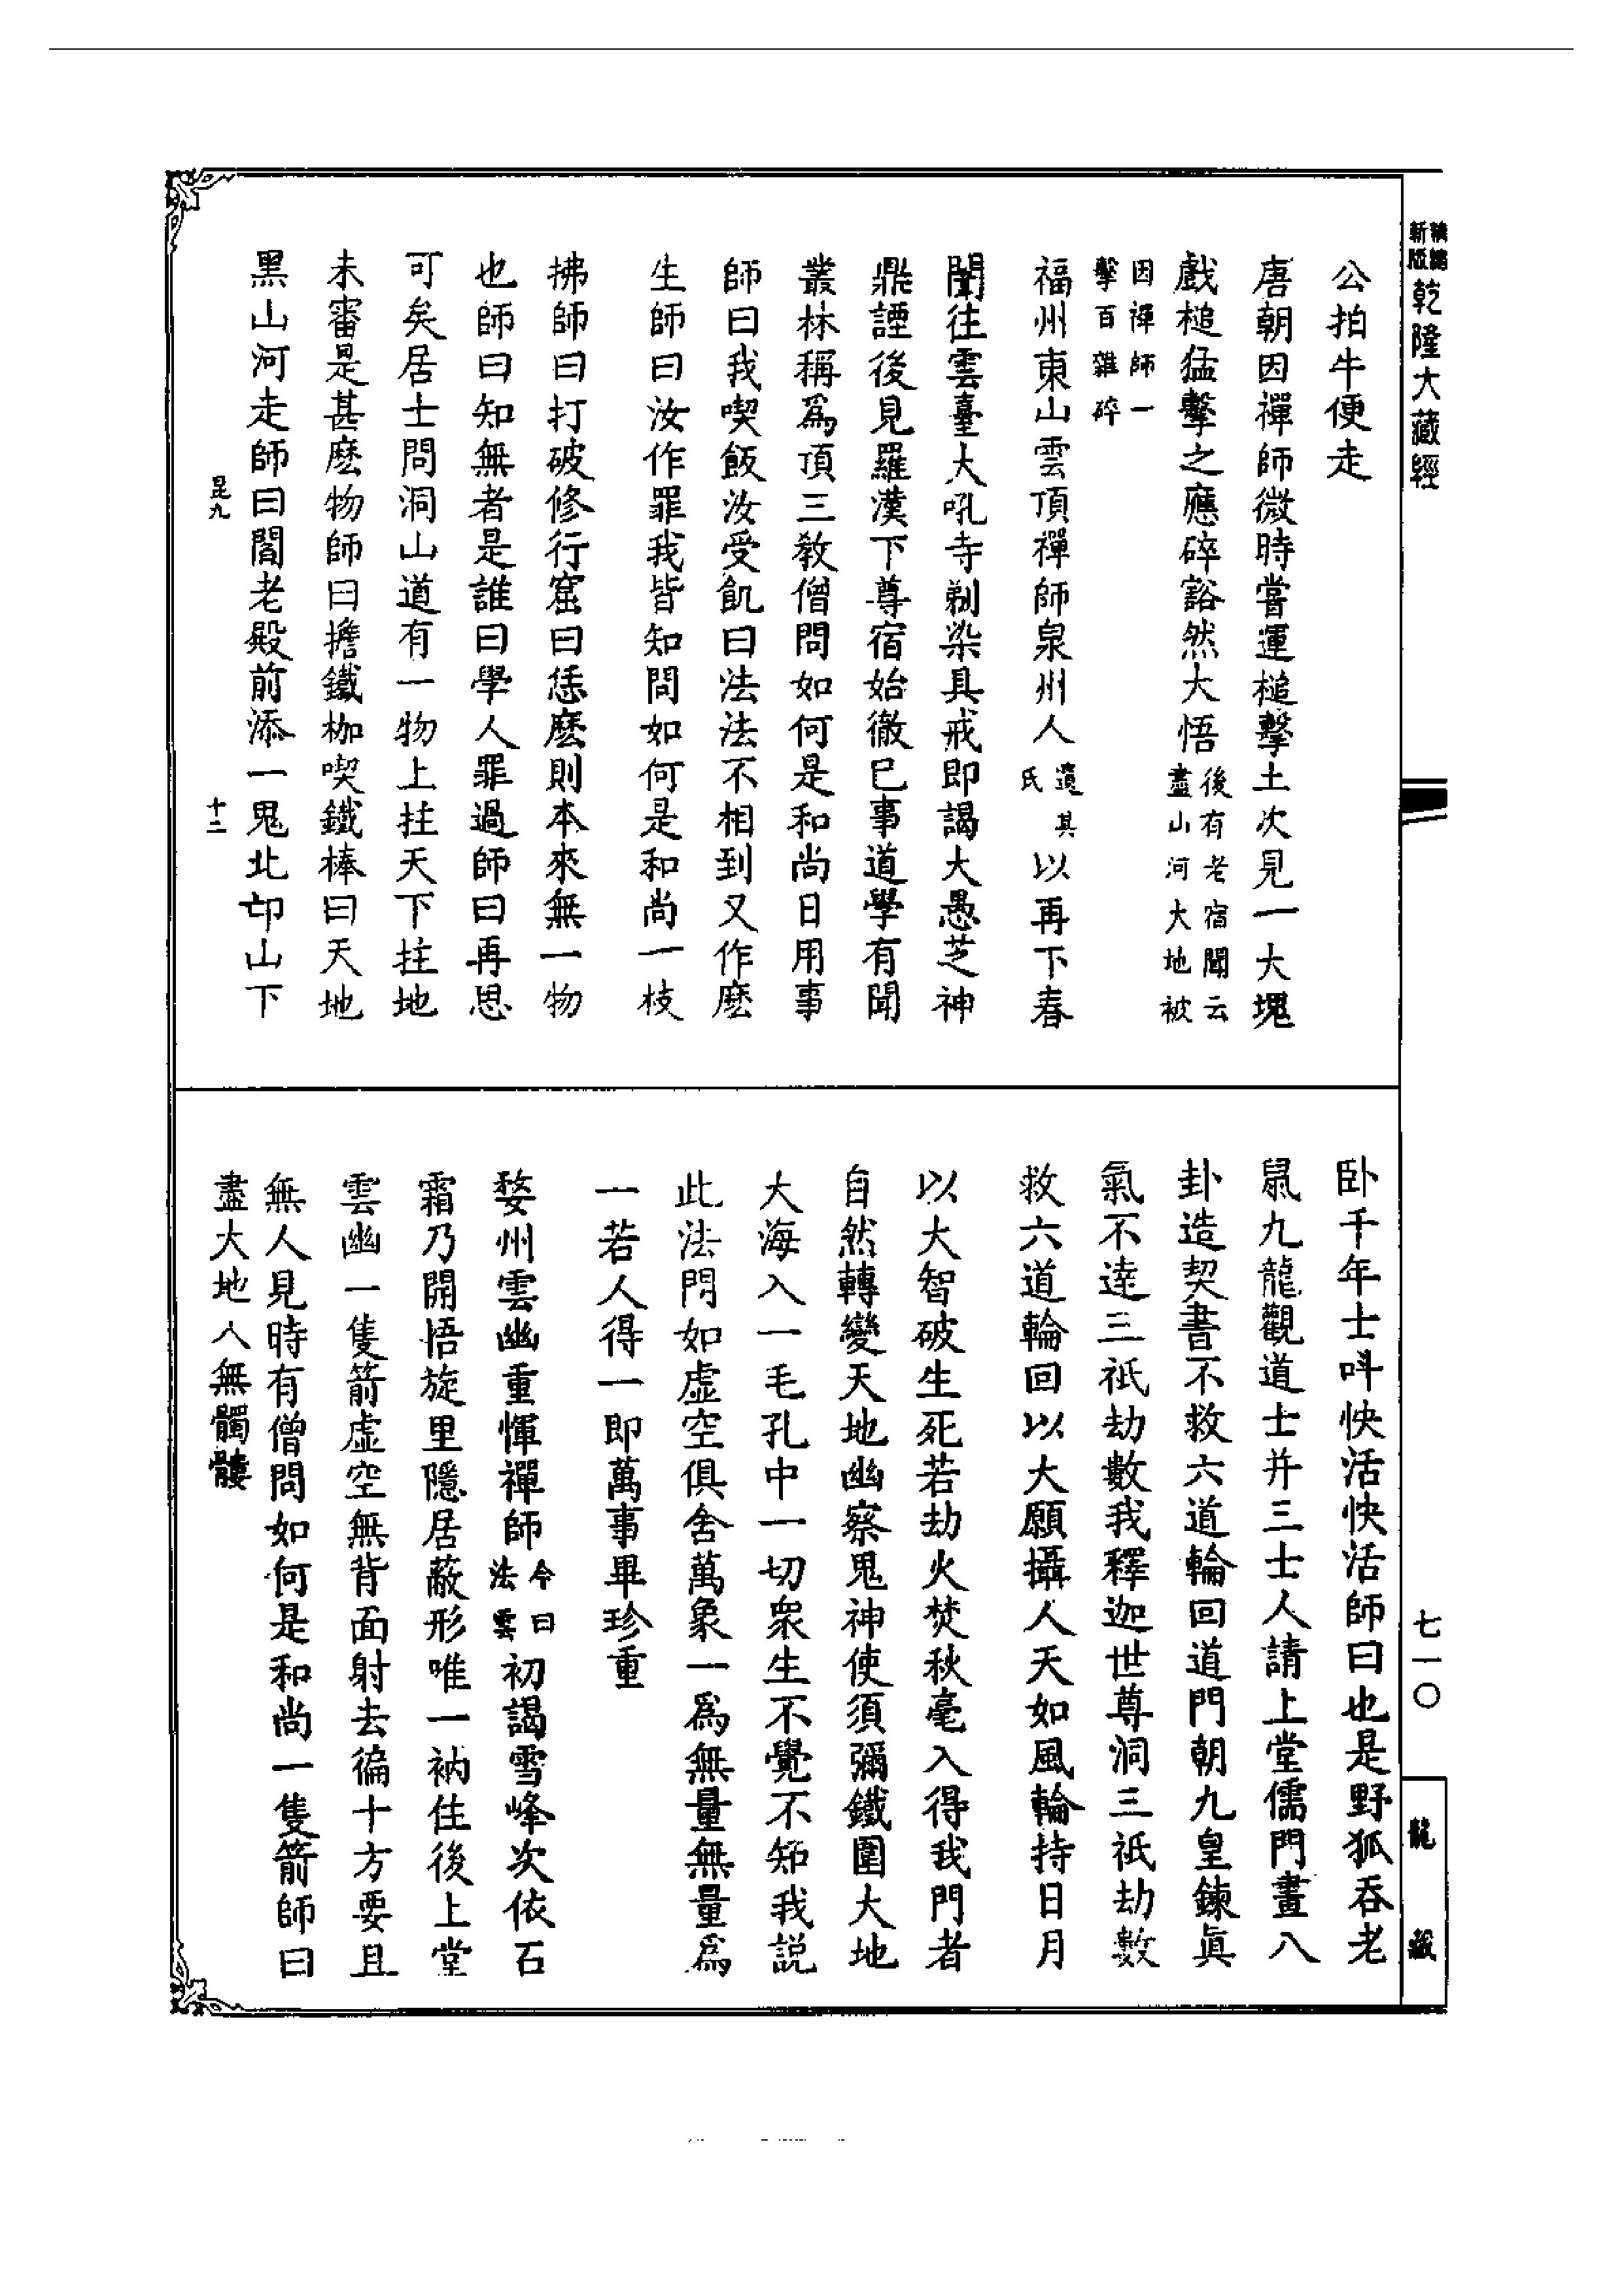 新版乾隆大藏經
公拍牛便走
唐朝因禪師微時嘗運槌擊土次見一大塊
戲槌猛擊之應碎豁然大悟後有老宿聞云盡山河大地被
因禪師一擊百雜碎
福州東山雲頂禪師泉州人遺其氏以再下春
闈往雲臺大吼寺剃染具戒即謁大愚芝神
鼎諲後見羅漢下尊宿始徹巳事道學有聞
叢林稱爲頂三教僧問如何是和尚日用事
師曰我喫飯汝受飢曰法法不相到又作麽
生師曰汝作罪我皆知問如何是和尚一枝
拂師曰打破修行窟曰恁麽則本來無一物
也師曰知無者是誰曰學人罪過師曰再思
可矣居士問洞山道有一物上拄天下拄地
未審是甚麽物師曰擔鐵枷喫鐵棒曰天地
黑山河走師曰閻老殿前添一鬼北邙山下
昆九
十二
卧千年士呌快活快活師曰也是野狐吞老
鼠九龍觀道士并三士人請上堂儒門畫八
卦造契書不救六道輪回道門朝九皇鍊眞
氣不達三祇劫數我釋迦世尊洞三祇劫數
救六道輪回以大願攝人天如風輪持日月
以大智破生死若劫火焚秋毫入得我門者
自然轉變天地幽察鬼神使須彌鐵圍大地
大海入一毛孔中一切衆生不覺不知我説
此法門如虛空俱含萬象一爲無量無量爲
一若人得一即萬事畢珍重
婺州雲幽重惲禪師今曰法雲初謁雪峰次依石
霜乃開悟旋里隱居蔽形唯一衲住後上堂
雲幽一隻箭虛空無背面射去徧十方要且
無人見時有僧問如何是和尚一隻箭師曰
盡大地人無髑髏
七一〇
龍藏